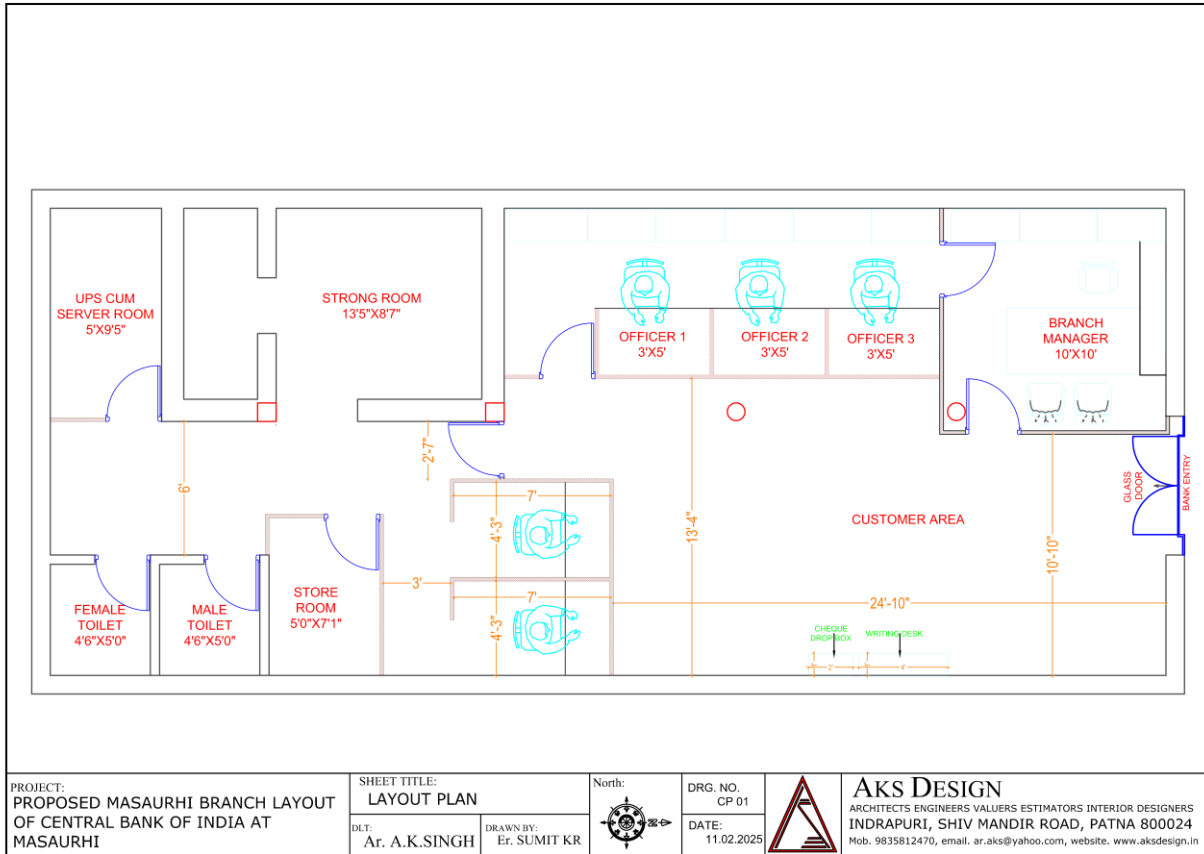 UPS CUM
SERVER ROOM
5'X9'5"
STRONG ROOM
13'5"X8'7"
OFFICER 1
3'X5'
OFFICER 2
3'X5'
OFFICER 3
3'X5'
BRANCH
MANAGER
10'X10'
2'-7"
6'
7'
4'-3"
13'-4"
CUSTOMER AREA
GLASS
DOOR
BANK ENTRY
10'-10"
3'
7'
4'-3"
24'-10"
FEMALE
TOILET
4'6"X5'0"
MALE
TOILET
4'6"X5'0"
STORE
ROOM
5'0"X7'1"
CHEQUE
DROP BOX
WRITING DESK
2'
4'
PROJECT:
PROPOSED MASAURHI BRANCH LAYOUT
OF CENTRAL BANK OF INDIA AT
MASAURHI
SHEET TITLE:
LAYOUT PLAN
DLT:
Ar. A.K.SINGH
DRAWN BY:
Er. SUMIT KR
North:
N
DRG. NO.
CP 01
DATE:
11.02.2025
AKS DESIGN
ARCHITECTS ENGINEERS VALUERS ESTIMATORS INTERIOR DESIGNERS
INDRAPURI, SHIV MANDIR ROAD, PATNA 800024
Mob. 9835812470, email. ar.aks@yahoo.com, website. www.aksdesign.in